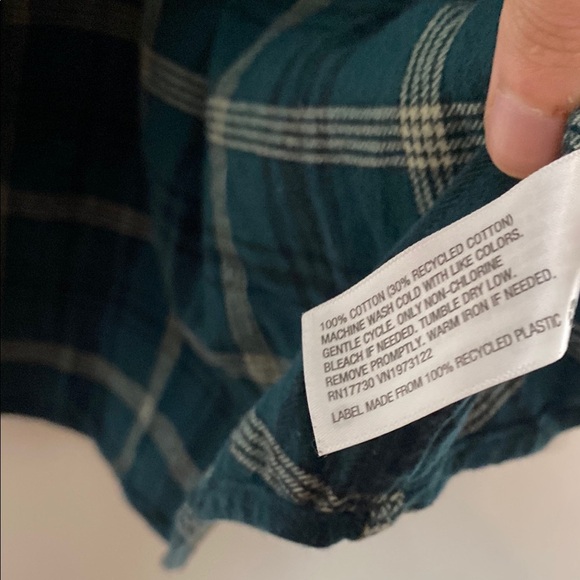 100% COTTON (30% RECYCLED COTTON)
MACHINE WASH COLD WITH LIKE COLORS.
GENTLE CYCLE. ONLY NON-CHLORINE
BLEACH IF NEEDED. TUMBLE DRY LOW.
REMOVE PROMPTLY. WARM IRON IF NEEDED.
RN17730 VN1973122
LABEL MADE FROM 100% RECYCLED PLASTIC